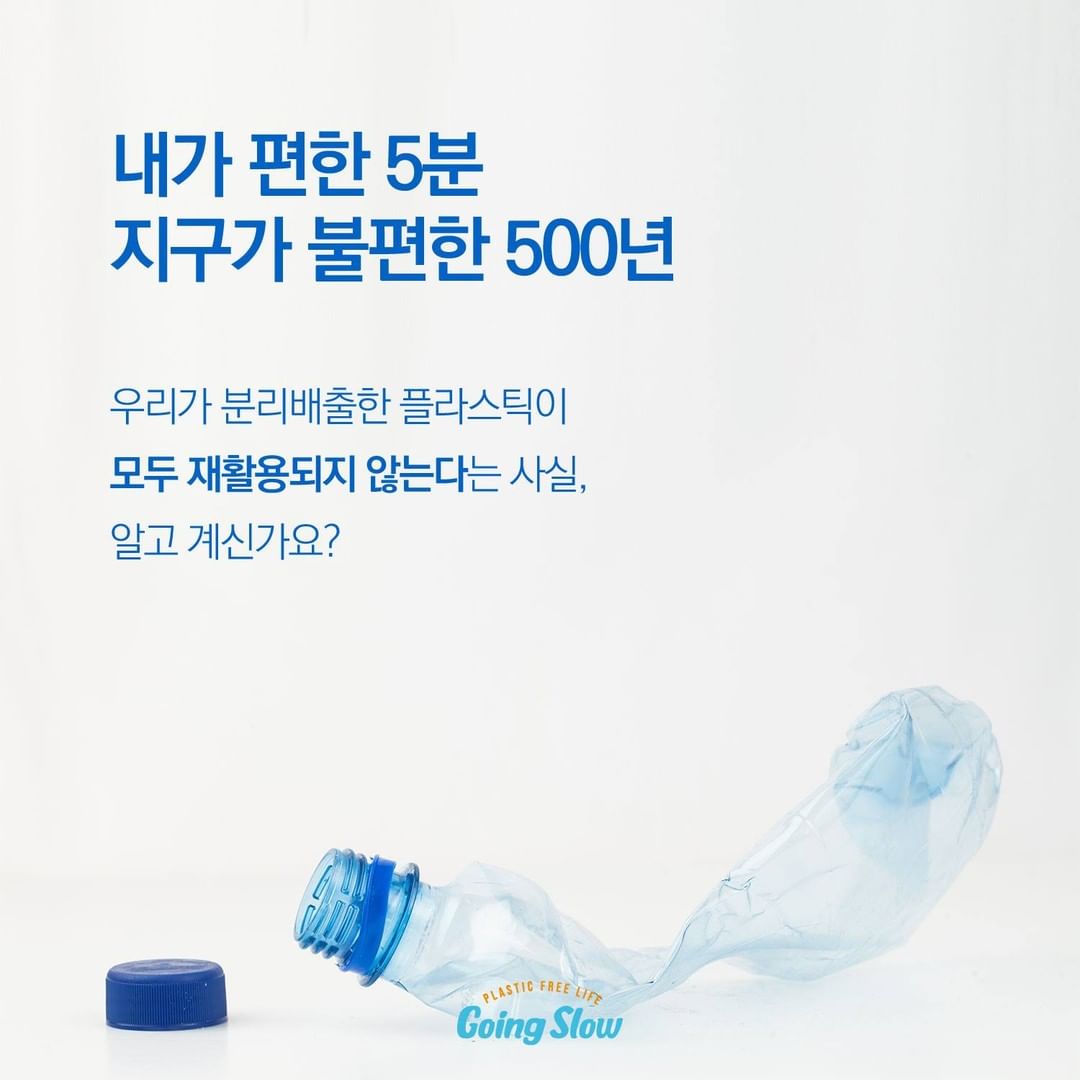 내가 편한 5분
지구가 불편한 500년
우리가 분리배출한 플라스틱이
모두 재활용되지 않는다는 사실,
알고 계신가요?
PLASTIC FREE LIFE
Going Slow